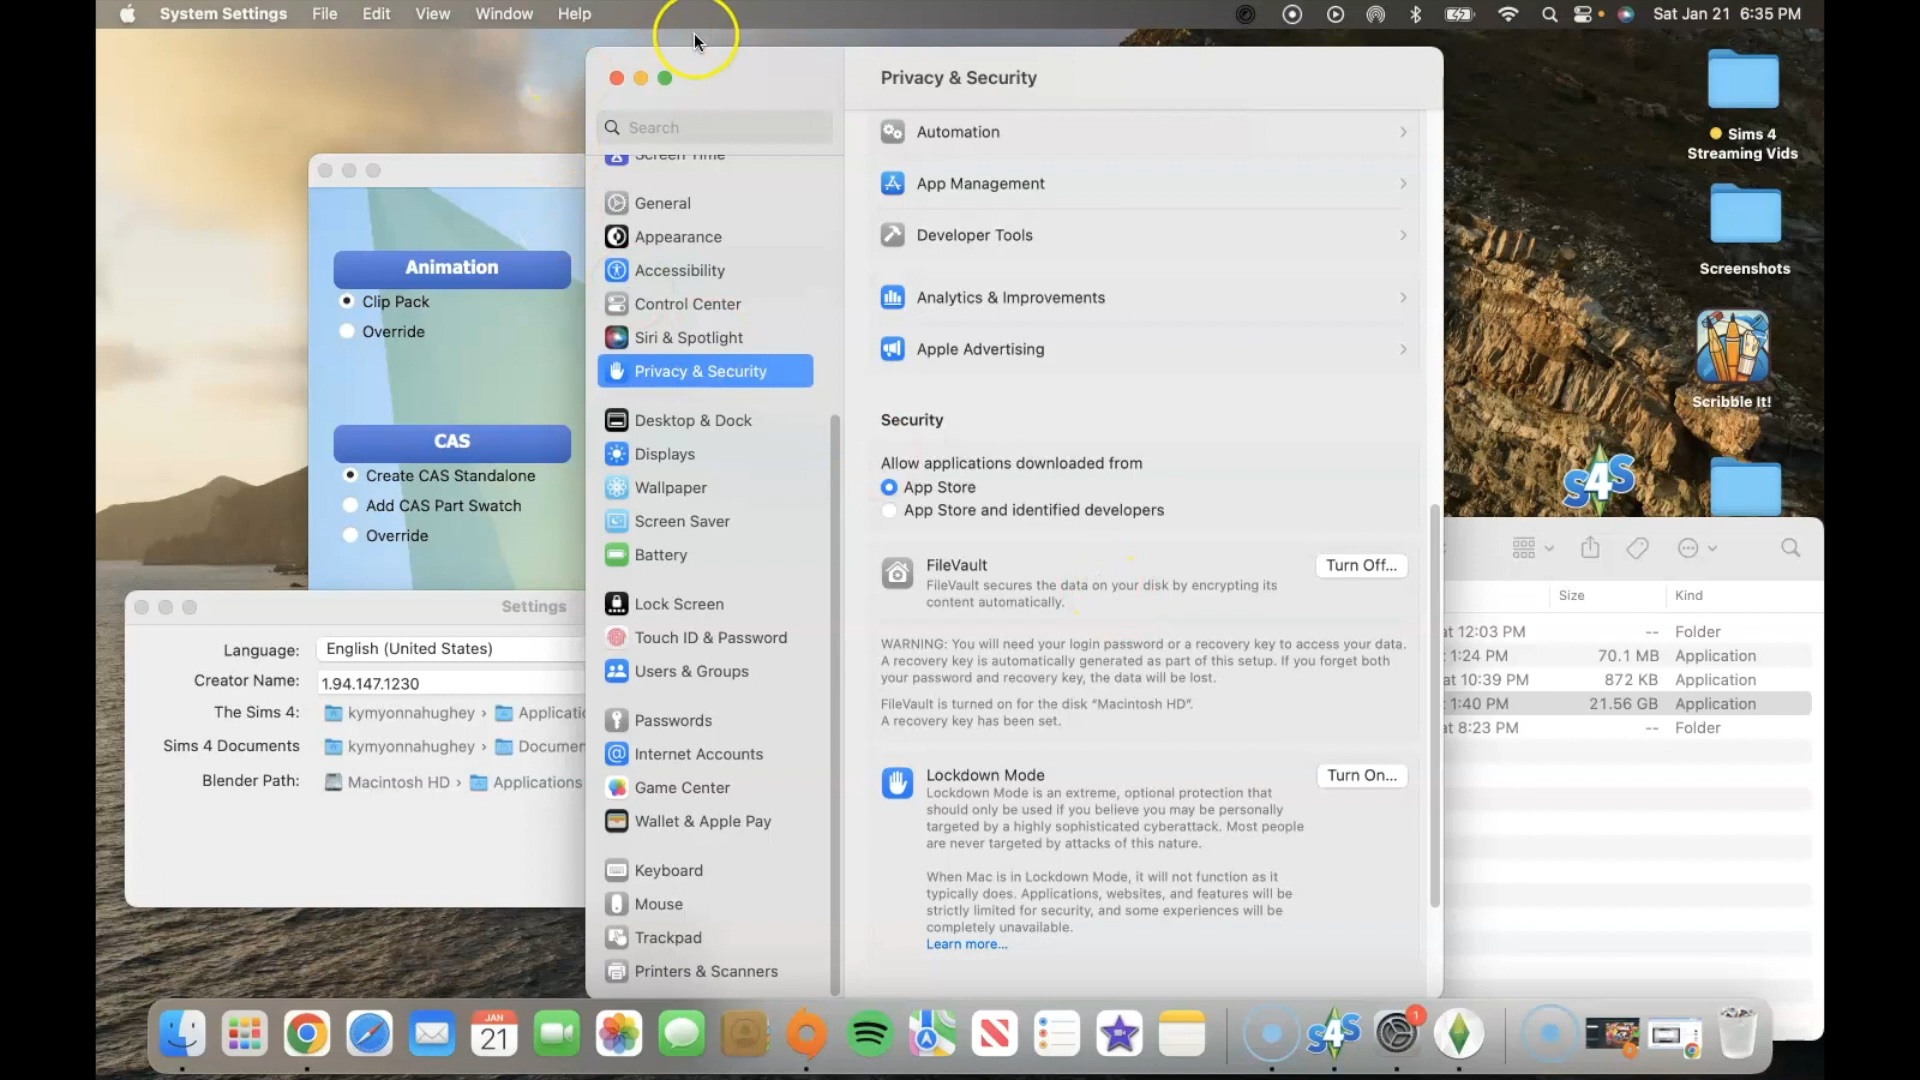 System Settings File Edit View Window Help
Sat Jan 21 6:35 PM
Privacy & Security
Search
Screen Time
General
Appearance
Accessibility
Control Center
Siri & Spotlight
Privacy & Security
Desktop & Dock
Displays
Wallpaper
Screen Saver
Battery
Lock Screen
Touch ID & Password
Users & Groups
Passwords
Internet Accounts
Game Center
Wallet & Apple Pay
Keyboard
Mouse
Trackpad
Printers & Scanners
Automation
App Management
Developer Tools
Analytics & Improvements
Apple Advertising
Security
Allow applications downloaded from
App Store
App Store and identified developers
FileVault
Turn Off...
FileVault secures the data on your disk by encrypting its
content automatically.
WARNING: You will need your login password or a recovery key to access your data.
A recovery key is automatically generated as part of this setup. If you forget both
your password and recovery key, the data will be lost.
FileVault is turned on for the disk "Macintosh HD".
A recovery key has been set.
Lockdown Mode
Turn On...
Lockdown Mode is an extreme, optional protection that
should only be used if you believe you may be personally
targeted by a highly sophisticated cyberattack. Most people
are never targeted by attacks of this nature.
When Mac is in Lockdown Mode, it will not function as it
typically does. Applications, websites, and features will be
strictly limited for security, and some experiences will be
completely unavailable.
Learn more...
Animation
Clip Pack
Override
CAS
Create CAS Standalone
Add CAS Part Swatch
Override
Settings
Language: English (United States)
Creator Name: 1.94.147.1230
The Sims 4: kymyonnahughey › Applicatio
Sims 4 Documents kymyonnahughey › Documen
Blender Path: Macintosh HD › Applications
Sims 4
Streaming Vids
Screenshots
Scribble It!
S4S
Size Kind
at 12:03 PM -- Folder
1:24 PM 70.1 MB Application
at 10:39 PM 872 KB Application
1:40 PM 21.56 GB Application
at 8:23 PM -- Folder
JAN
21
S4S
1